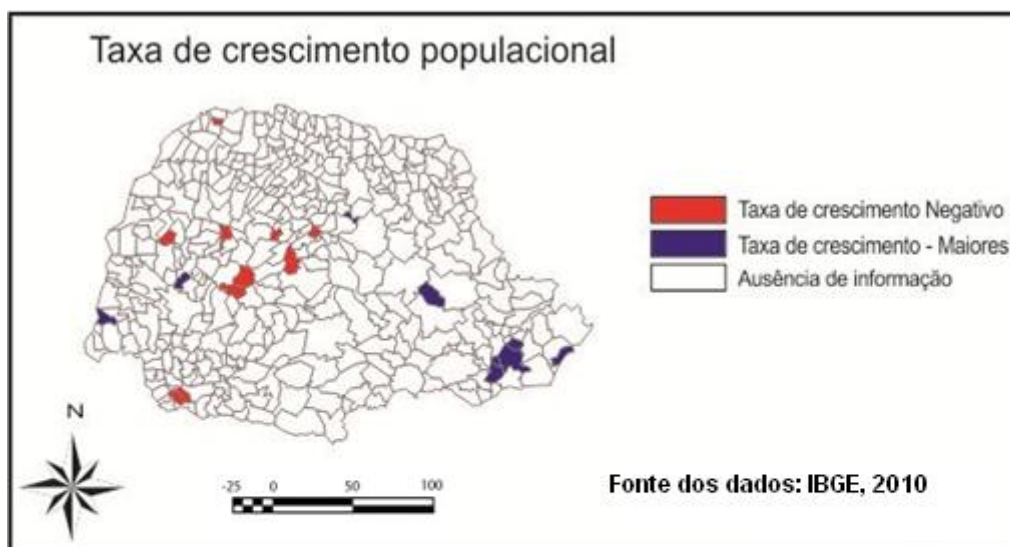 Taxa de crescimento populacional
Taxa de crescimento Negativo
Taxa de crescimento - Maiores
Ausência de informação
N
-25 0 50 100
Fonte dos dados: IBGE, 2010